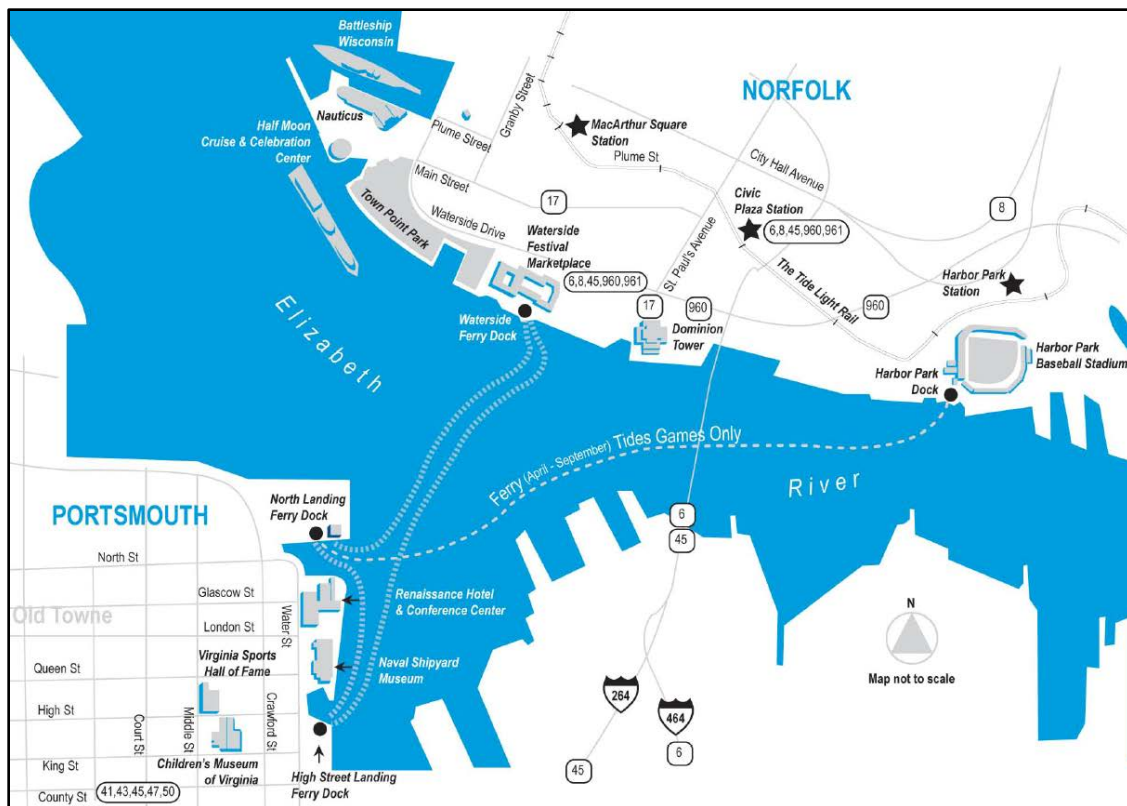 Battleship
Wisconsin
Nauticus
Half Moon
Cruise & Celebration
Center
Plume Street
Granby Street
NORFOLK
MacArthur Square
Station
Plume St
City Hall Avenue
Main Street
17
Civic
Plaza Station
6,8,45,960,961
8
Town Point Park
Waterside Drive
Waterside
Festival
Marketplace
6,8,45,960,961
St. Paul's Avenue
The Tide Light Rail
Harbor Park
Station
17
960
960
Elizabeth
Waterside
Ferry Dock
Dominion
Tower
Harbor Park
Baseball Stadium
Harbor Park
Dock
Ferry (April - September) Tides Games Only
River
PORTSMOUTH
North Landing
Ferry Dock
6
45
North St
Glascow St
Old Towne
London St
Water St
Renaissance Hotel
& Conference Center
N
Map not to scale
Virginia Sports
Hall of Fame
Queen St
Naval Shipyard
Museum
High St
Court St
Middle St
Crawford St
264
464
6
45
King St
Children's Museum
of Virginia
High Street Landing
Ferry Dock
County St
41,43,45,47,50